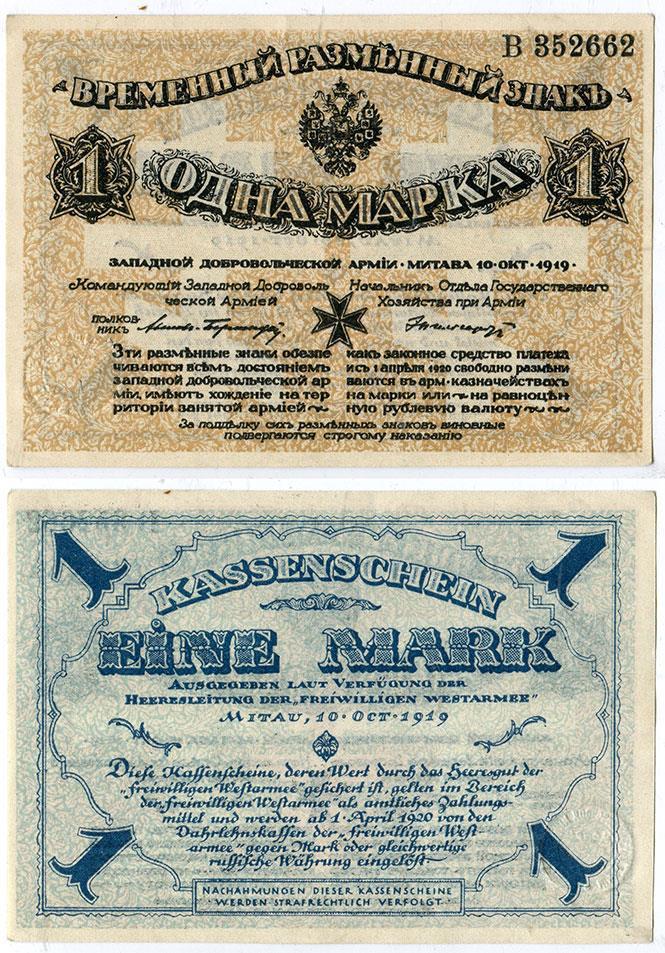 В 352662
ВРЕМЕННЫЙ РАЗМѢННЫЙ ЗНАКЪ
1 1
ОДНА МАРКА
ЗАПАДНОЙ ДОБРОВОЛЬЧЕСКОЙ АРМІИ · МИТАВА 10 · ОКТ · 1919 ·
Командующій Западной Доброволь
ческой Арміей
полков-
никъ
Начальникъ Отдѣла Государственнаго
Хозяйства при Арміи
Эти размѣнные знаки обезпе
чиваются всѣмъ достояніемъ
западной добровольческой ар
міи, имѣютъ хожденіе на тер
риторіи занятой арміей
какъ законное средство платежа
и съ 1 апрѣля 1920 свободно размѣни
ваются въ арм · казначействахъ
на марки или на равноцѣн
ную рублевую валюту
За поддѣлку сихъ размѣнныхъ знаковъ виновные
подвергаются строгому наказанію
1 1
KASSENSCHEIN
EINE MARK
AUSGEGEBEN LAUT VERFÜGUNG DER
HEERESLEITUNG DER „FREIWILLIGEN WESTARMEE"
MITAU, 10 · OCT · 1919
Diese Kassenscheine, deren Wert durch das Heeresgut der
„freiwilligen Westarmee" gesichert ist, gelten im Bereich
der „freiwilligen Westarmee" als amtliches Zahlungs-
mittel und werden ab 1 · April 1920 von den
Darlehnskassen der „freiwilligen West-
armee" gegen Mark oder gleichwertige
russische Währung eingelöst
1 1
NACHAHMUNGEN DIESER KASSENSCHEINE
WERDEN STRAFRECHTLICH VERFOLGT